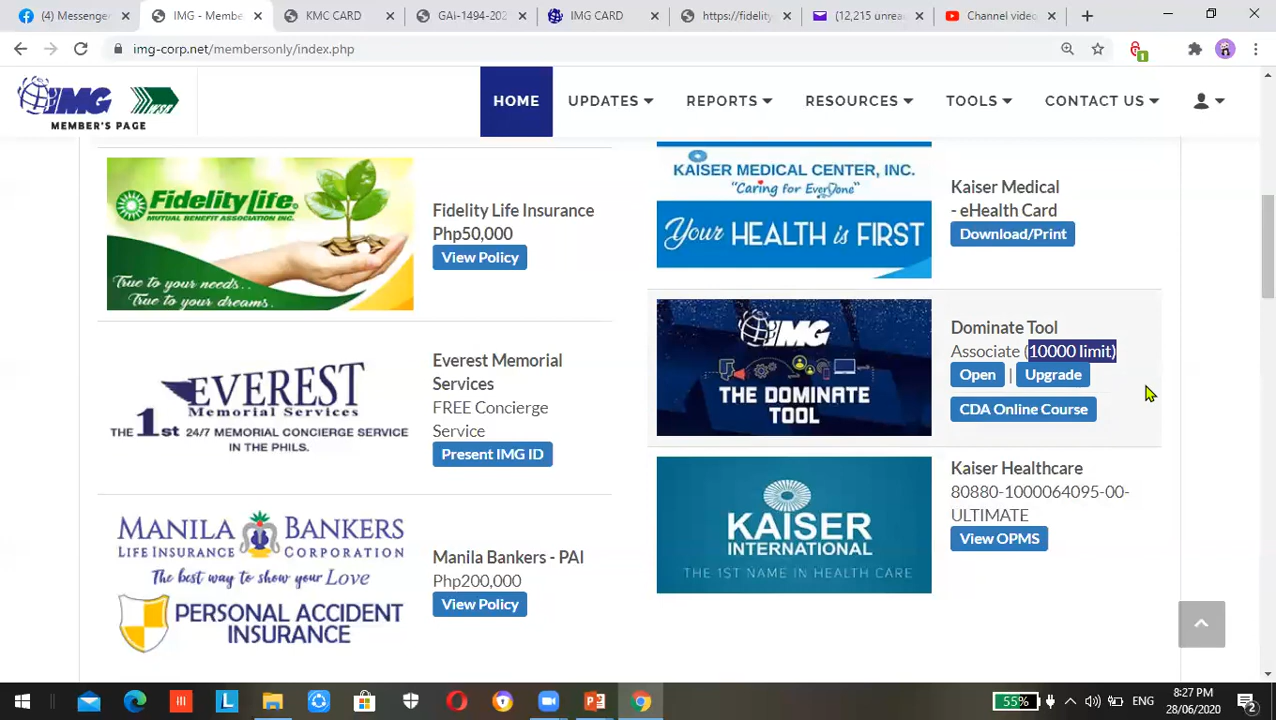 (4) Messenger
IMG - Membe
KMC CARD
GAI-1494-202
IMG CARD
https://fidelity
(12,215 unrea
Channel video
img-corp.net/membersonly/index.php
1
IMG
MEMBER'S PAGE
HOME
UPDATES
REPORTS
RESOURCES
TOOLS
CONTACT US
FidelityLife
MUTUAL BENEFIT ASSOCIATION INC.
True to your needs..
True to your dreams.
Fidelity Life Insurance
Php50,000
View Policy
EVEREST
Memorial Services
THE 1st 24/7 MEMORIAL CONCIERGE SERVICE
IN THE PHILS.
Everest Memorial
Services
FREE Concierge
Service
Present IMG ID
MANILA BANKERS
LIFE INSURANCE CORPORATION
The best way to show your Love
PERSONAL ACCIDENT
INSURANCE
Manila Bankers - PAI
Php200,000
View Policy
KAISER MEDICAL CENTER, INC.
"Caring for EverYone"
Your HEALTH is FIRST
Kaiser Medical
- eHealth Card
Download/Print
IMG
THE DOMINATE
TOOL
Dominate Tool
Associate (10000 limit)
Open | Upgrade
CDA Online Course
KAISER
INTERNATIONAL
THE 1ST NAME IN HEALTH CARE
Kaiser Healthcare
80880-1000064095-00-
ULTIMATE
View OPMS
55%
ENG
8:27 PM
28/06/2020
2